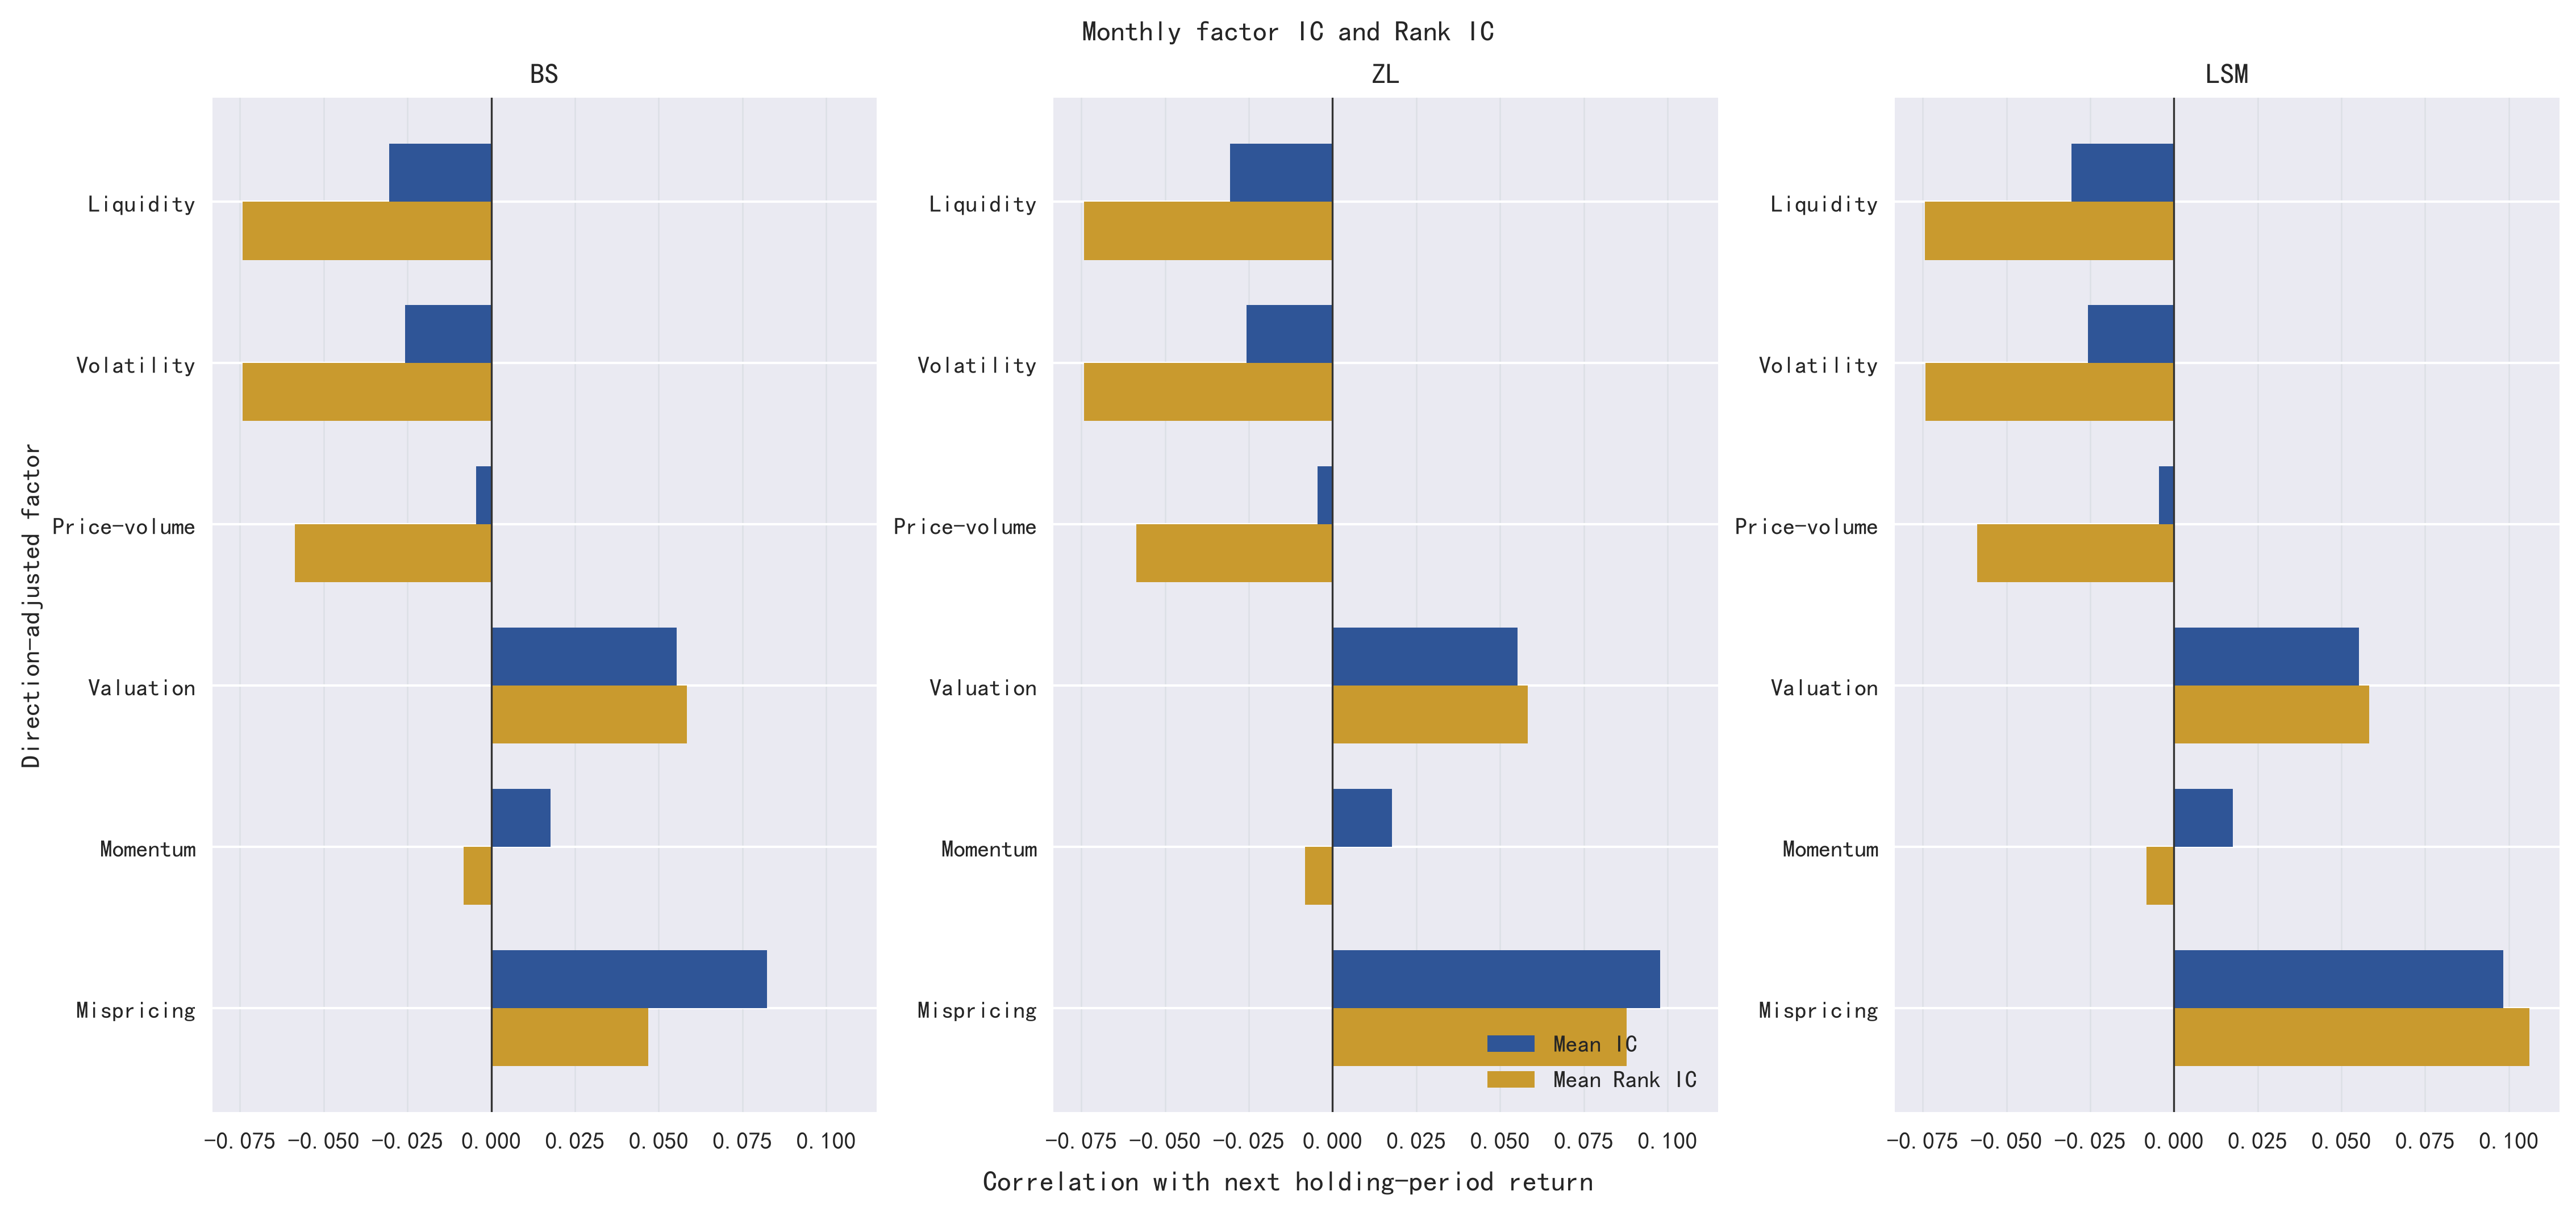 Monthly factor IC and Rank IC
BS
ZL
LSM
Direction-adjusted factor
Liquidity
Volatility
Price-volume
Valuation
Momentum
Mispricing
-0.075 -0.050 -0.025 0.000 0.025 0.050 0.075 0.100
Liquidity
Volatility
Price-volume
Valuation
Momentum
Mispricing
Mean IC
Mean Rank IC
-0.075 -0.050 -0.025 0.000 0.025 0.050 0.075 0.100
Liquidity
Volatility
Price-volume
Valuation
Momentum
Mispricing
-0.075 -0.050 -0.025 0.000 0.025 0.050 0.075 0.100
Correlation with next holding-period return